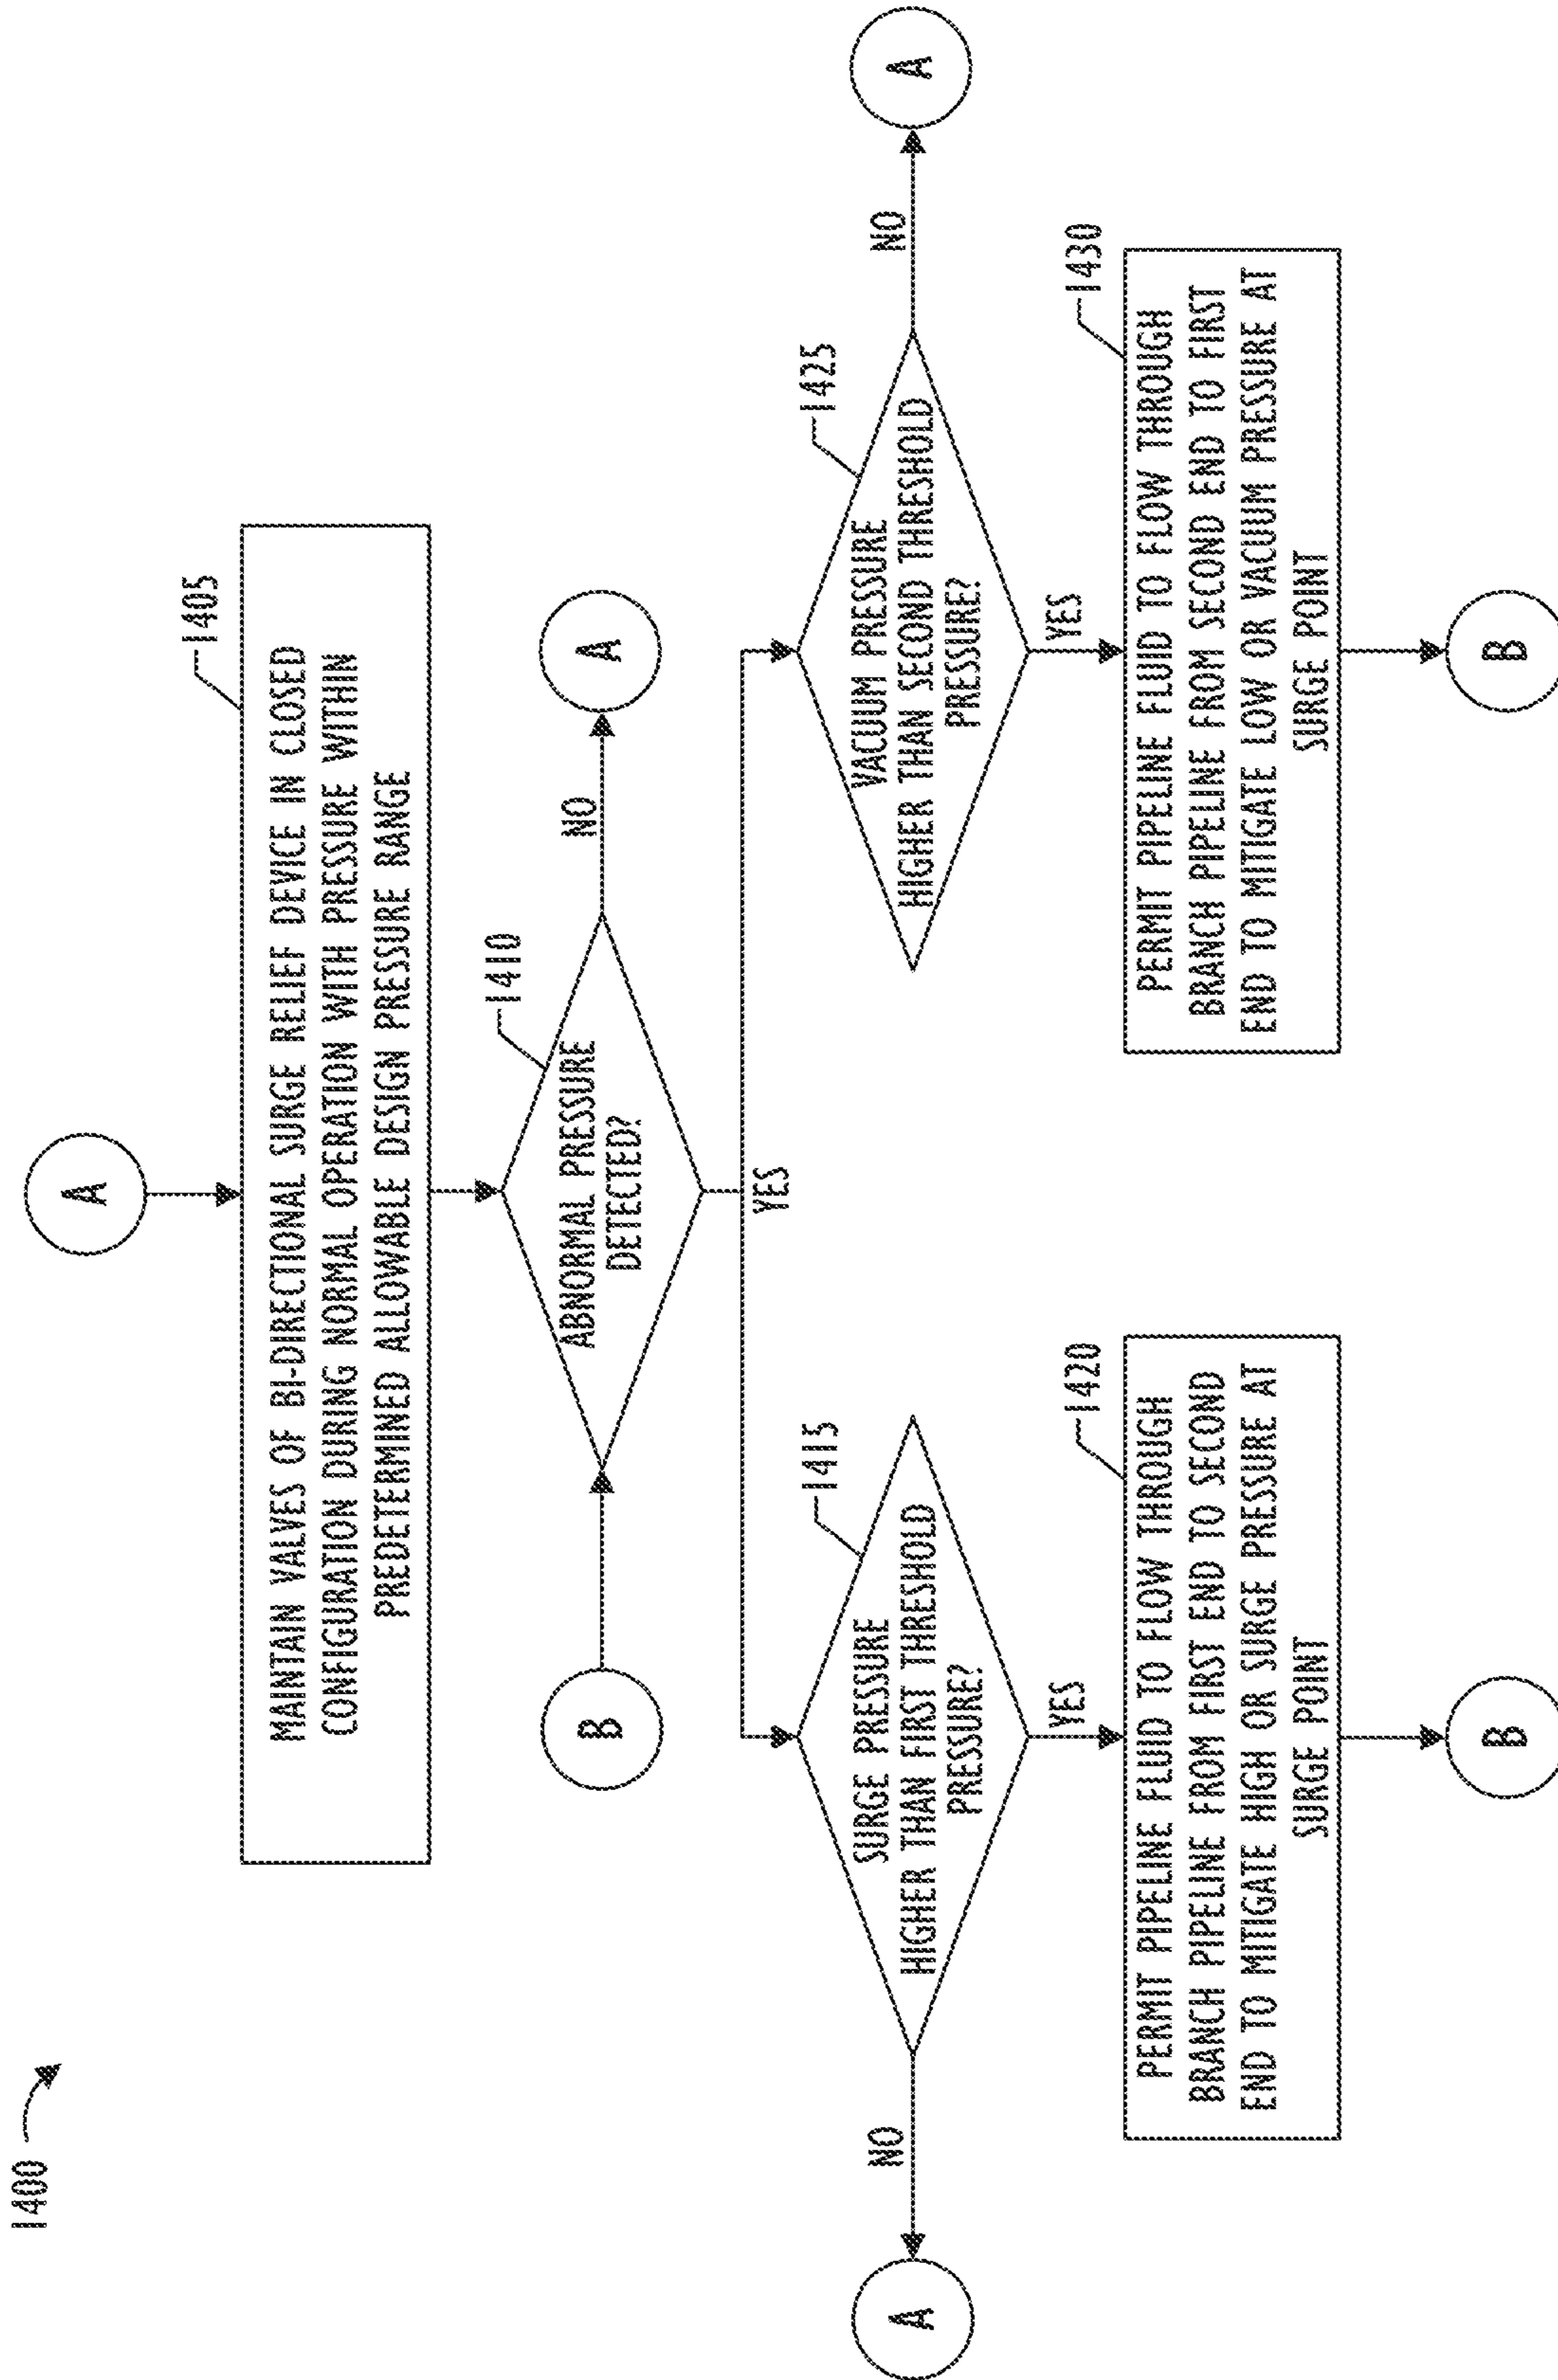 1400
A
1405
MAINTAIN VALVES OF BI-DIRECTIONAL SURGE RELIEF DEVICE IN CLOSED
CONFIGURATION DURING NORMAL OPERATION WITH PRESSURE WITHIN
PREDETERMINED ALLOWABLE DESIGN PRESSURE RANGE
B
1410
ABNORMAL PRESSURE
DETECTED?
NO
A
YES
1415
SURGE PRESSURE
HIGHER THAN FIRST THRESHOLD
PRESSURE?
NO
A
YES
1420
PERMIT PIPELINE FLUID TO FLOW THROUGH
BRANCH PIPELINE FROM FIRST END TO SECOND
END TO MITIGATE HIGH OR SURGE PRESSURE AT
SURGE POINT
B
1425
VACUUM PRESSURE
HIGHER THAN SECOND THRESHOLD
PRESSURE?
NO
A
YES
1430
PERMIT PIPELINE FLUID TO FLOW THROUGH
BRANCH PIPELINE FROM SECOND END TO FIRST
END TO MITIGATE LOW OR VACUUM PRESSURE AT
SURGE POINT
B